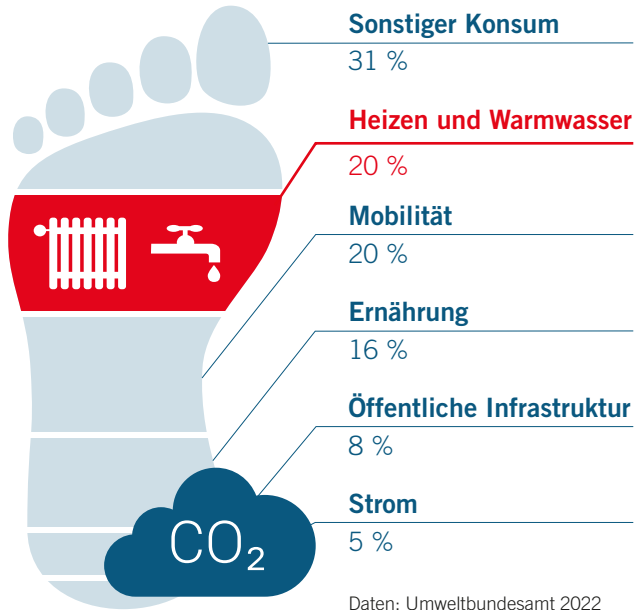 Sonstiger Konsum
31 %
Heizen und Warmwasser
20 %
Mobilität
20 %
Ernährung
16 %
Öffentliche Infrastruktur
8 %
Strom
5 %
CO₂
Daten: Umweltbundesamt 2022